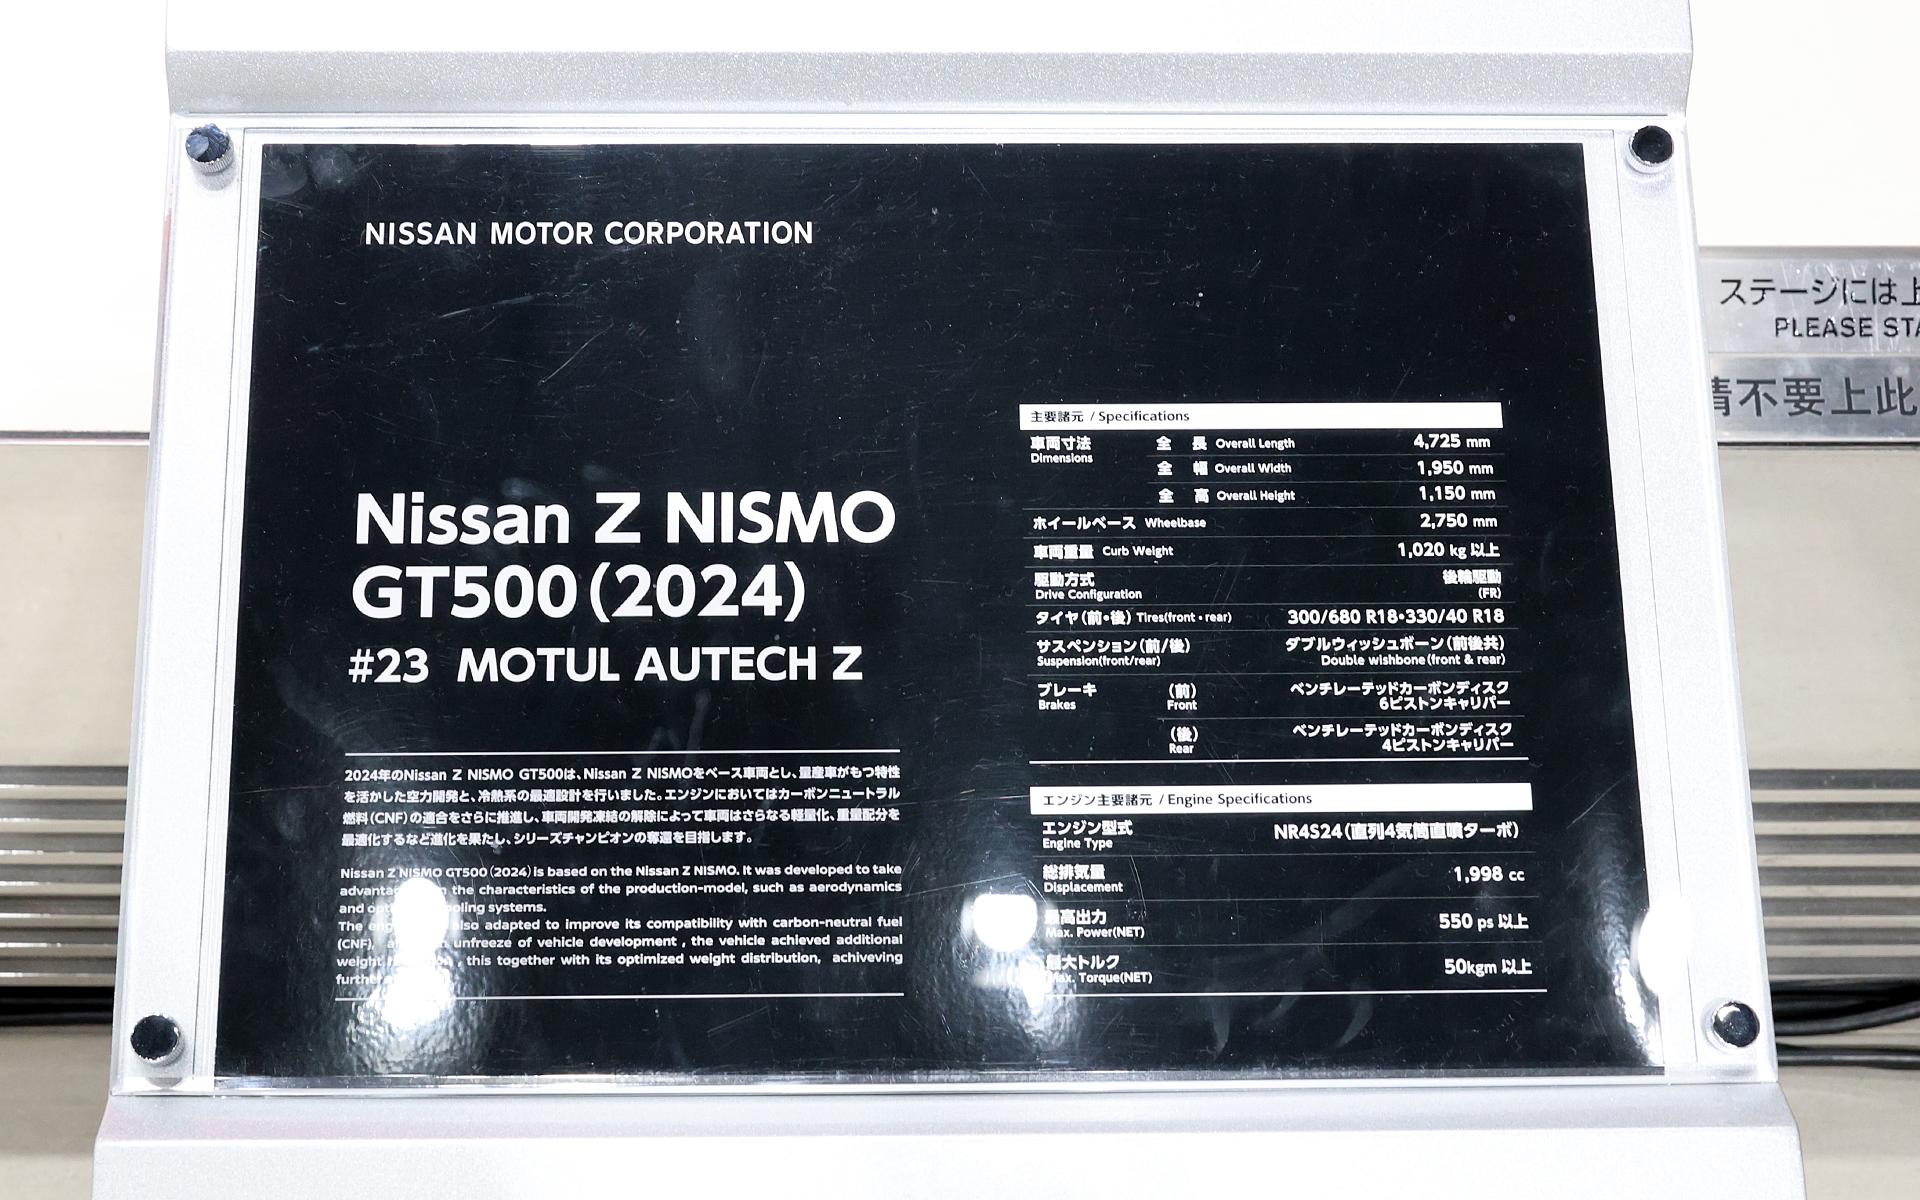 NISSAN MOTOR CORPORATION
Nissan Z NISMO
GT500(2024)
#23 MOTUL AUTECH Z
2024年のNissan Z NISMO GT500は、Nissan Z NISMOをベース車両とし、量産車がもつ特性
を活かした空力開発と、冷熱系の最適設計を行いました。エンジンにおいてはカーボンニュートラル
燃料(CNF)の適合をさらに推進し、車両開発凍結の解除によって車両はさらなる軽量化、重量配分を
最適化するなど進化を果たし、シリーズチャンピオンの奪還を目指します。
Nissan Z NISMO GT500(2024) is based on the Nissan Z NISMO. It was developed to take
the characteristics of the production-model, such as aerodynamics
and systems.
The also adapted to improve its compatibility with carbon-neutral fuel
(CNF), unfreeze of vehicle development , the vehicle achieved additional
weight , this together with its optimized weight distribution, achieveving
主要諸元 / Specifications
車両寸法 全 長 Overall Length 4,725 mm
Dimensions
全 幅 Overall Width 1,950 mm
全 高 Overall Height 1,150 mm
ホイールベース Wheelbase 2,750 mm
車両重量 Curb Weight 1,020 kg 以上
駆動方式 後輪駆動
Drive Configuration (FR)
タイヤ(前・後) Tires(front・rear) 300/680 R18・330/40 R18
サスペンション(前/後) ダブルウィッシュボーン(前後共)
Suspension(front/rear) Double wishbone(front & rear)
ブレーキ (前) ベンチレーテッドカーボンディスク
Brakes Front 6ピストンキャリパー
(後) ベンチレーテッドカーボンディスク
Rear 4ピストンキャリパー
エンジン主要諸元 / Engine Specifications
エンジン型式 NR4S24(直列4気筒直噴ターボ)
Engine Type
総排気量 1,998 cc
Displacement
最高出力 550 ps 以上
Max. Power(NET)
最大トルク 50kgm 以上
Max. Torque(NET)
ステージには上
PLEASE STA
請不要上此